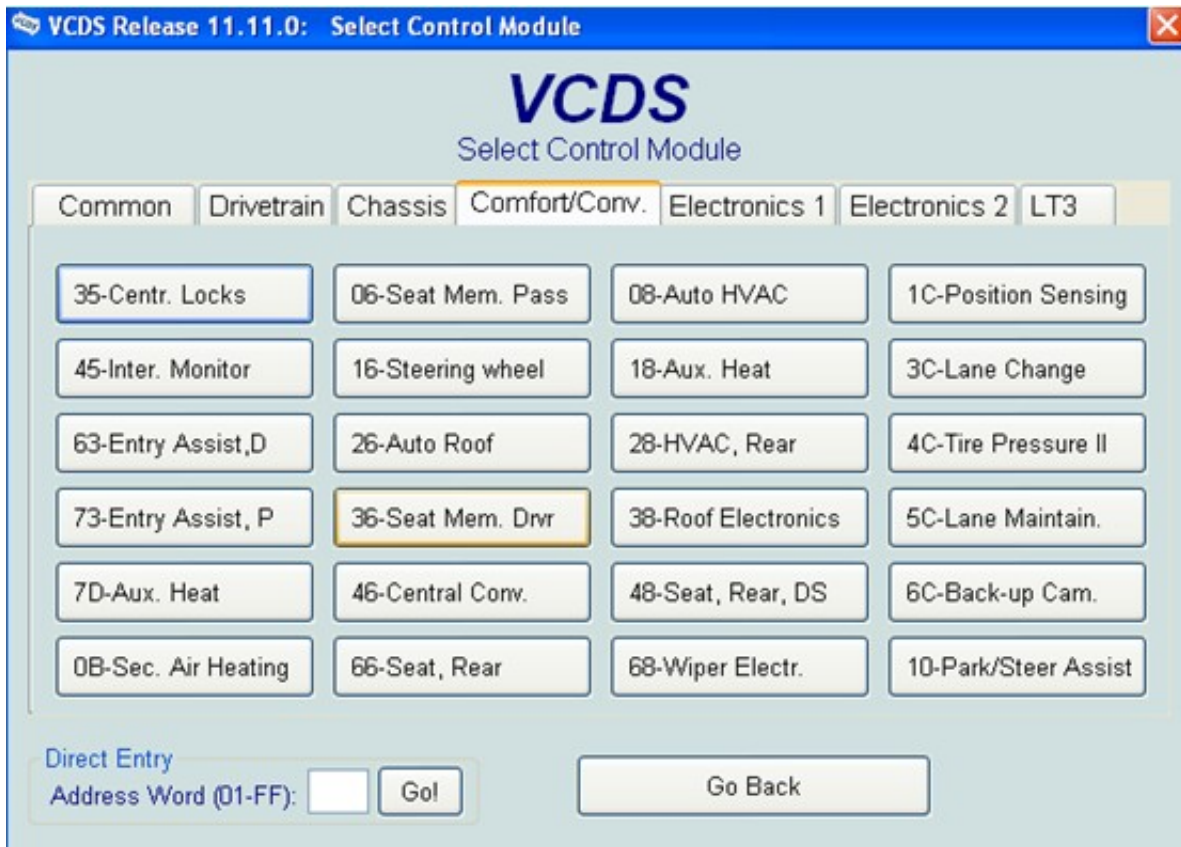 VCDS Release 11.11.0: Select Control Module
VCDS
Select Control Module
Common Drivetrain Chassis Comfort/Conv. Electronics 1 Electronics 2 LT3
35-Centr. Locks 06-Seat Mem. Pass 08-Auto HVAC 1C-Position Sensing
45-Inter. Monitor 16-Steering wheel 18-Aux. Heat 3C-Lane Change
63-Entry Assist,D 26-Auto Roof 28-HVAC, Rear 4C-Tire Pressure II
73-Entry Assist, P 36-Seat Mem. Drvr 38-Roof Electronics 5C-Lane Maintain.
7D-Aux. Heat 46-Central Conv. 48-Seat, Rear, DS 6C-Back-up Cam.
0B-Sec. Air Heating 66-Seat, Rear 68-Wiper Electr. 10-Park/Steer Assist
Direct Entry
Address Word (01-FF): Go! Go Back